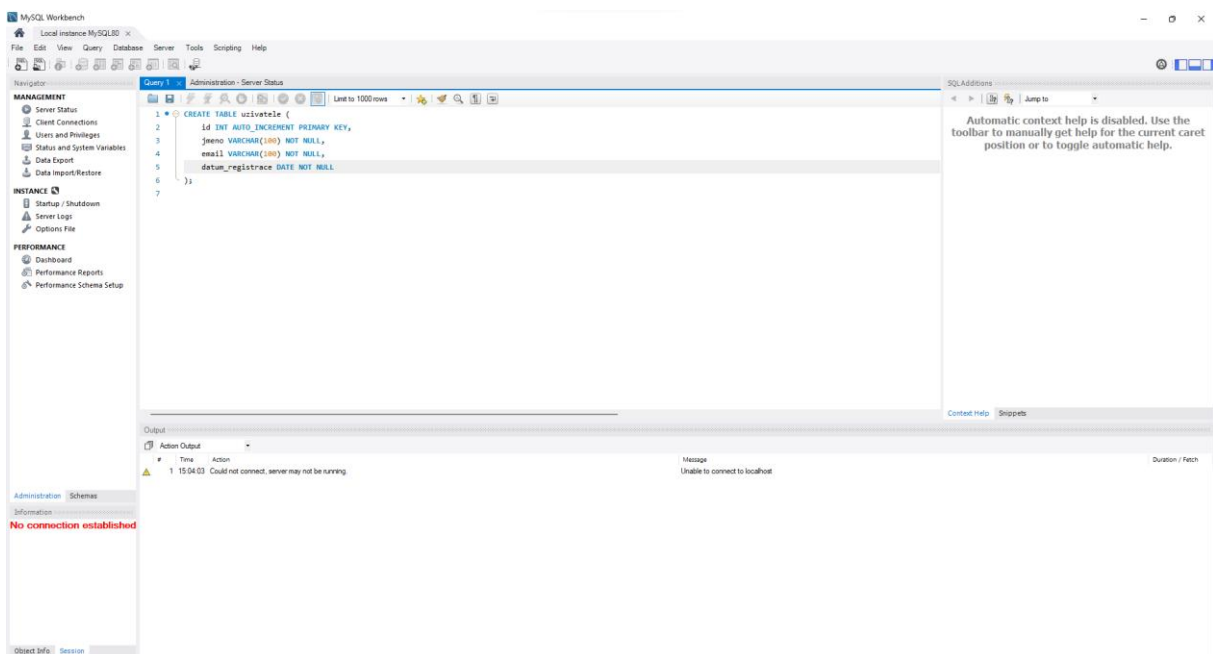 MySQL Workbench
Local instance MySQL80 ×
File Edit View Query Database Server Tools Scripting Help
Navigator
MANAGEMENT
Server Status
Client Connections
Users and Privileges
Status and System Variables
Data Export
Data Import/Restore
INSTANCE
Startup / Shutdown
Server Logs
Options File
PERFORMANCE
Dashboard
Performance Reports
Performance Schema Setup
Administration Schemas
Information
No connection established
Object Info Session
Query 1 × Administration - Server Status
Limit to 1000 rows
1 CREATE TABLE uzivatele (
2 id INT AUTO_INCREMENT PRIMARY KEY,
3 jmeno VARCHAR(100) NOT NULL,
4 email VARCHAR(100) NOT NULL,
5 datum_registrace DATE NOT NULL
6 );
7
Output
Action Output
# Time Action Message Duration / Fetch
1 15:04:03 Could not connect, server may not be running. Unable to connect to localhost
SQLAdditions
Jump to
Automatic context help is disabled. Use the
toolbar to manually get help for the current caret
position or to toggle automatic help.
Context Help Snippets